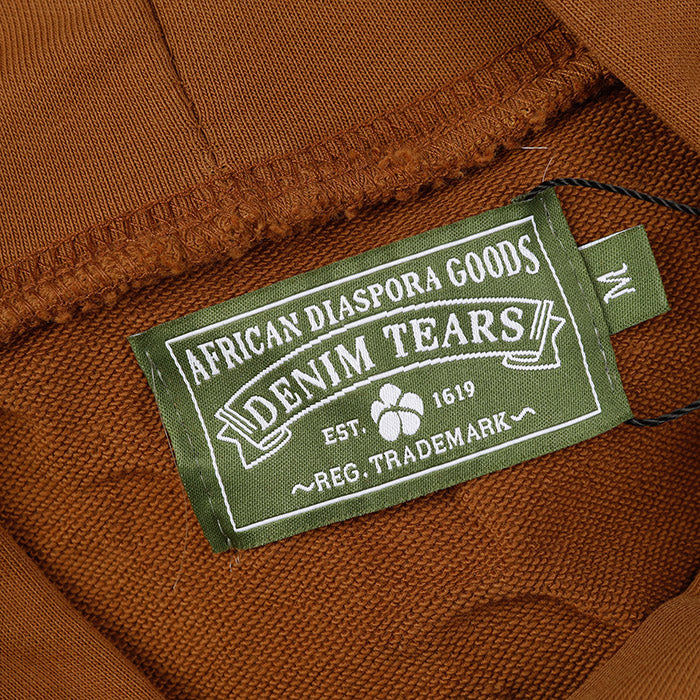 AFRICAN DIASPORA GOODS
DENIM TEARS
EST. 1619
~REG. TRADEMARK~
M